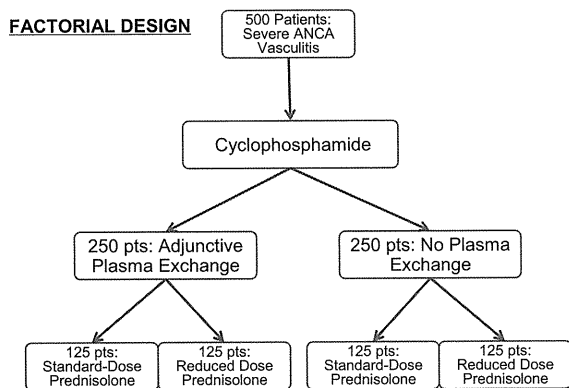 FACTORIAL DESIGN
500 Patients:
Severe ANCA
Vasculitis
Cyclophosphamide
250 pts: Adjunctive
Plasma Exchange
250 pts: No Plasma
Exchange
125 pts:
Standard-Dose
Prednisolone
125 pts:
Reduced Dose
Prednisolone
125 pts:
Standard-Dose
Prednisolone
125 pts:
Reduced Dose
Prednisolone